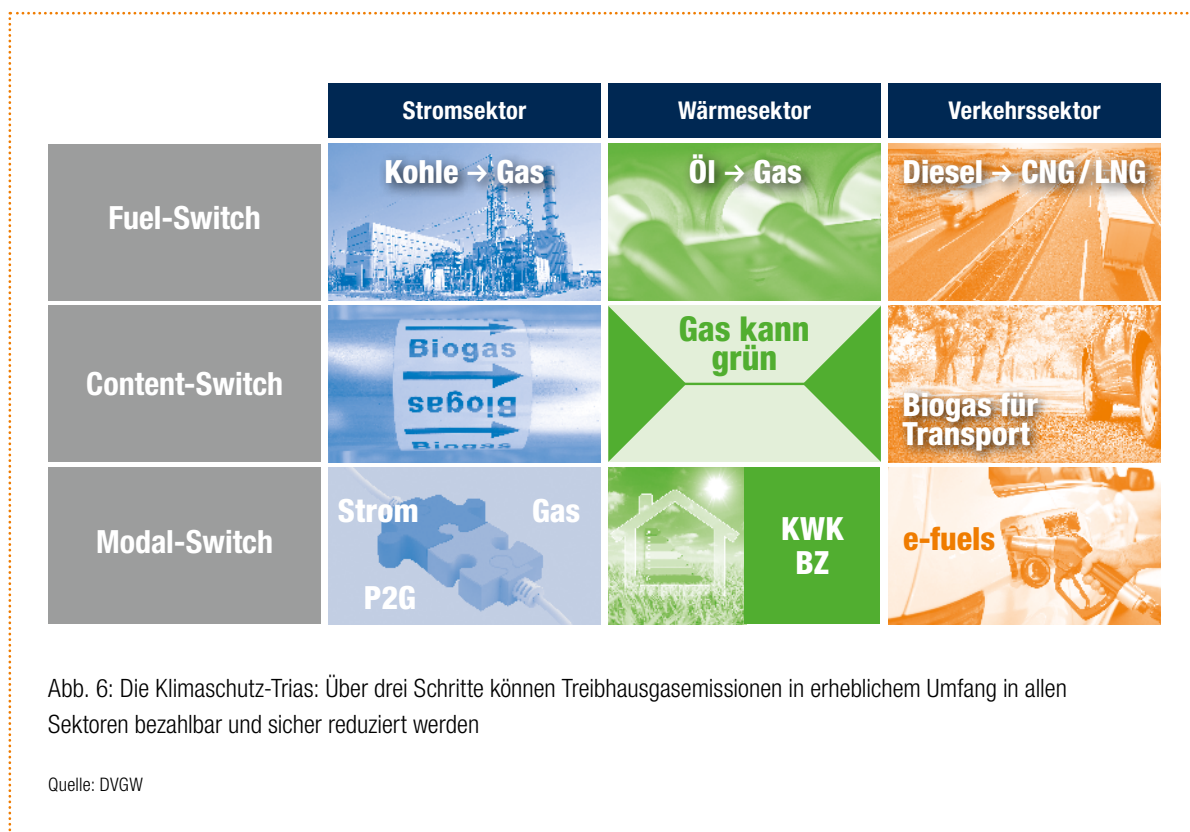 Stromsektor
Wärmesektor
Verkehrssektor
Fuel-Switch
Kohle → Gas
Öl → Gas
Diesel → CNG / LNG
Content-Switch
Biogas
Biogas
Biogas
Gas kann
grün
Biogas für
Transport
Modal-Switch
Strom
Gas
P2G
KWK
BZ
e-fuels
Abb. 6: Die Klimaschutz-Trias: Über drei Schritte können Treibhausgasemissionen in erheblichem Umfang in allen
Sektoren bezahlbar und sicher reduziert werden
Quelle: DVGW